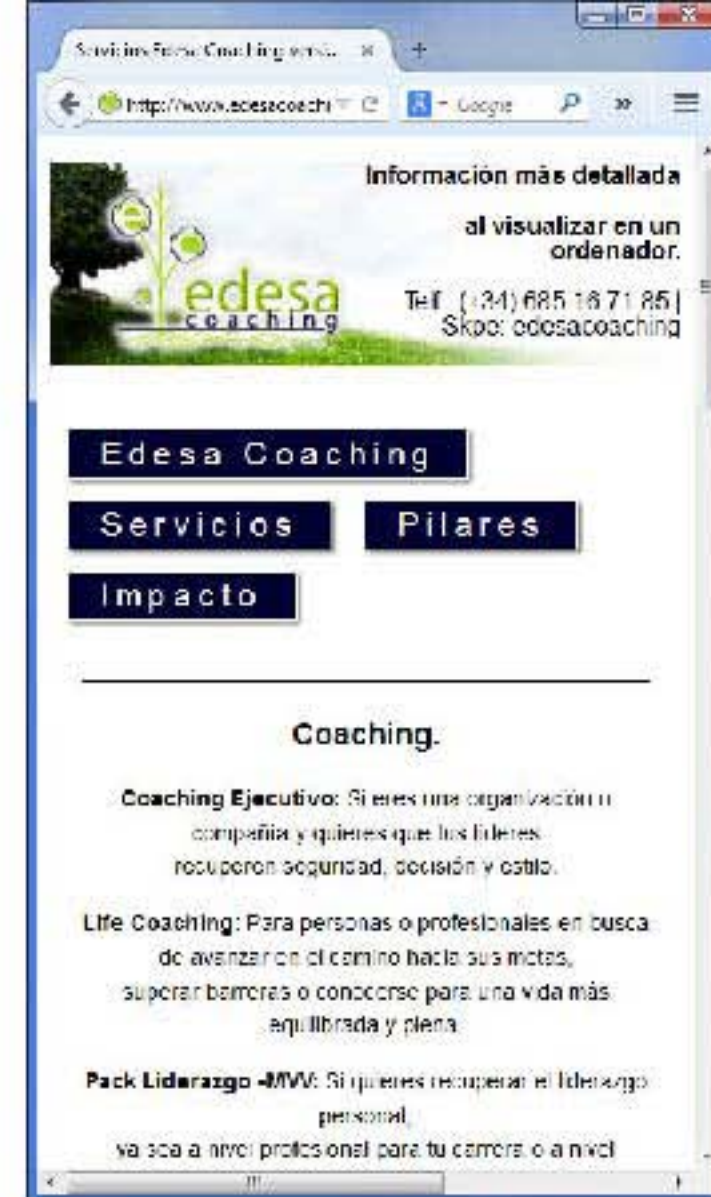 Servicios Edesa Coaching versi...
http://www.edesacoachi
Google
Información más detallada
al visualizar en un
ordenador.
edesa
coaching
Telf.: (+34) 685 16 71 85 |
Skpe: edesacoaching
Edesa Coaching
Servicios
Pilares
Impacto
Coaching.
Coaching Ejecutivo: Si eres una organización o
compañía y quieres que tus líderes
recuperen seguridad, decisión y estilo.
Life Coaching: Para personas o profesionales en busca
de avanzar en el camino hacia sus metas,
superar barreras o conocerse para una vida más
equilibrada y plena
Pack Liderazgo -MVV: Si quieres recuperar el liderazgo
personal,
ya sea a nivel profesional para tu carrera o a nivel